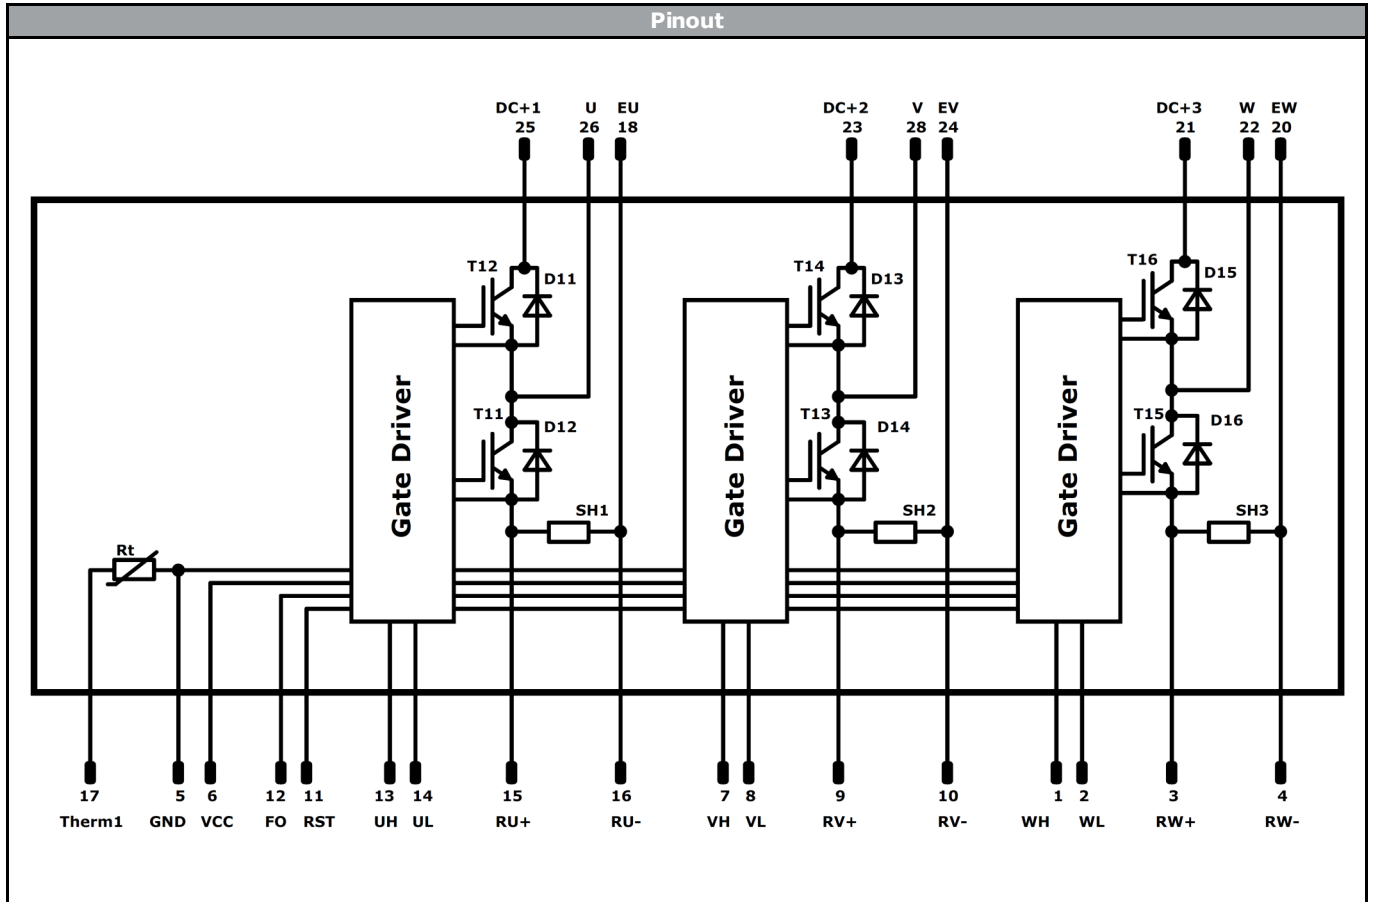 Pinout
DC+1 U EU DC+2 V EV DC+3 W EW
25 26 18 23 28 24 21 22 20
T12 D11 T14 D13 T16 D15
T11 D12 T13 D14 T15 D16
Gate Driver Gate Driver Gate Driver
SH1 SH2 SH3
Rt
17 5 6 12 11 13 14 15 16 7 8 9 10 1 2 3 4
Therm1 GND VCC FO RST UH UL RU+ RU- VH VL RV+ RV- WH WL RW+ RW-